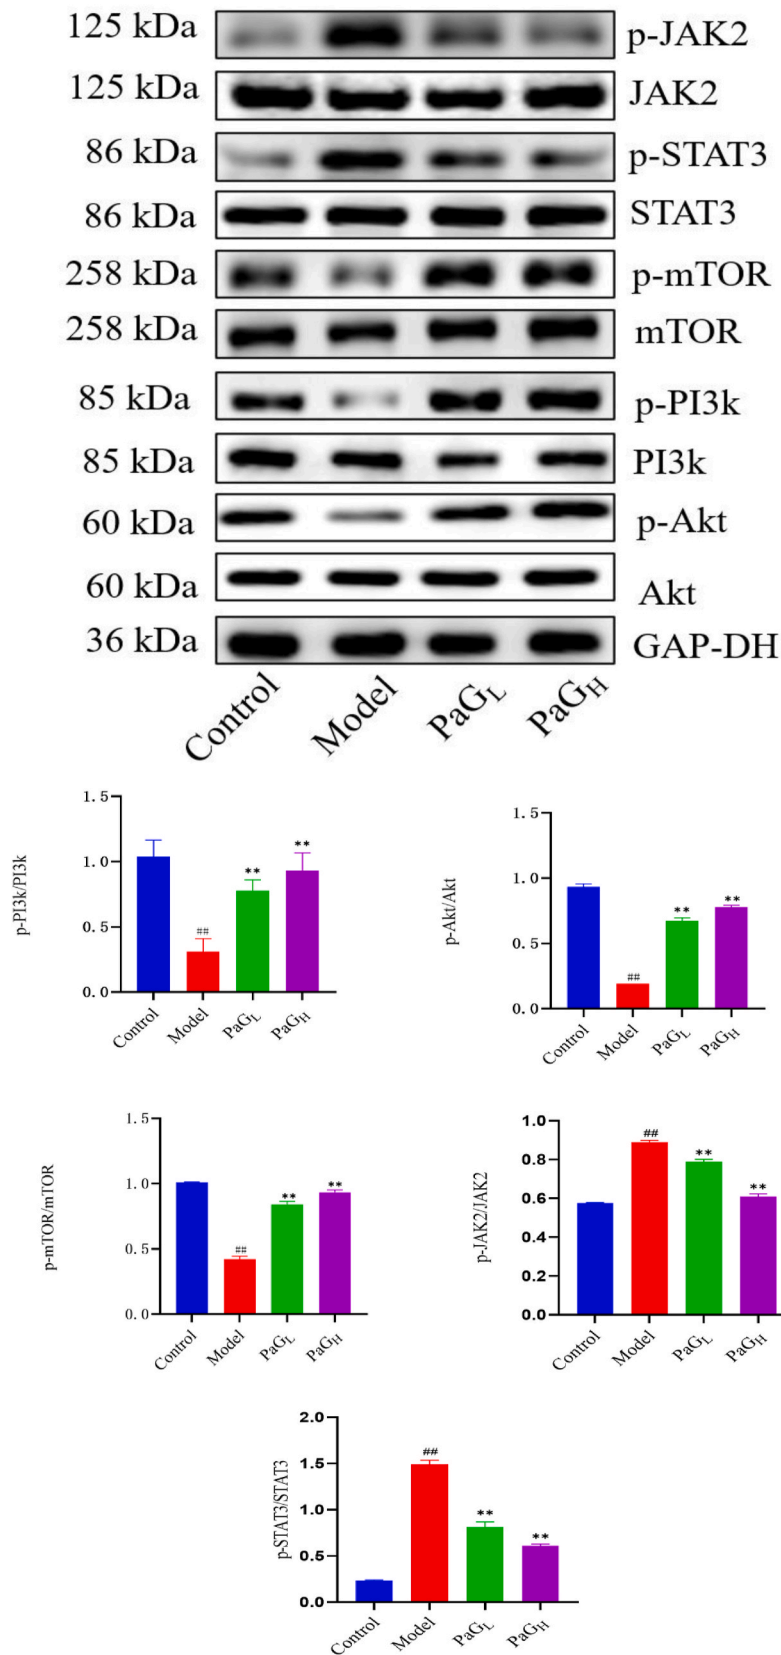 125 kDa p-JAK2
125 kDa JAK2
86 kDa p-STAT3
86 kDa STAT3
258 kDa p-mTOR
258 kDa mTOR
85 kDa p-PI3k
85 kDa PI3k
60 kDa p-Akt
60 kDa Akt
36 kDa GAP-DH
Control Model PaGL PaGH
p-PI3k/PI3k
1.5
1.0
0.5
0.0
##
**
**
Control Model PaGL PaGH
p-Akt/Akt
1.5
1.0
0.5
0.0
##
**
**
Control Model PaGL PaGH
p-mTOR/mTOR
1.5
1.0
0.5
0.0
##
**
**
Control Model PaGL PaGH
p-JAK2/JAK2
1.0
0.8
0.6
0.4
0.2
0.0
##
**
**
Control Model PaGL PaGH
p-STAT3/STAT3
2.0
1.5
1.0
0.5
0.0
##
**
**
Control Model PaGL PaGH